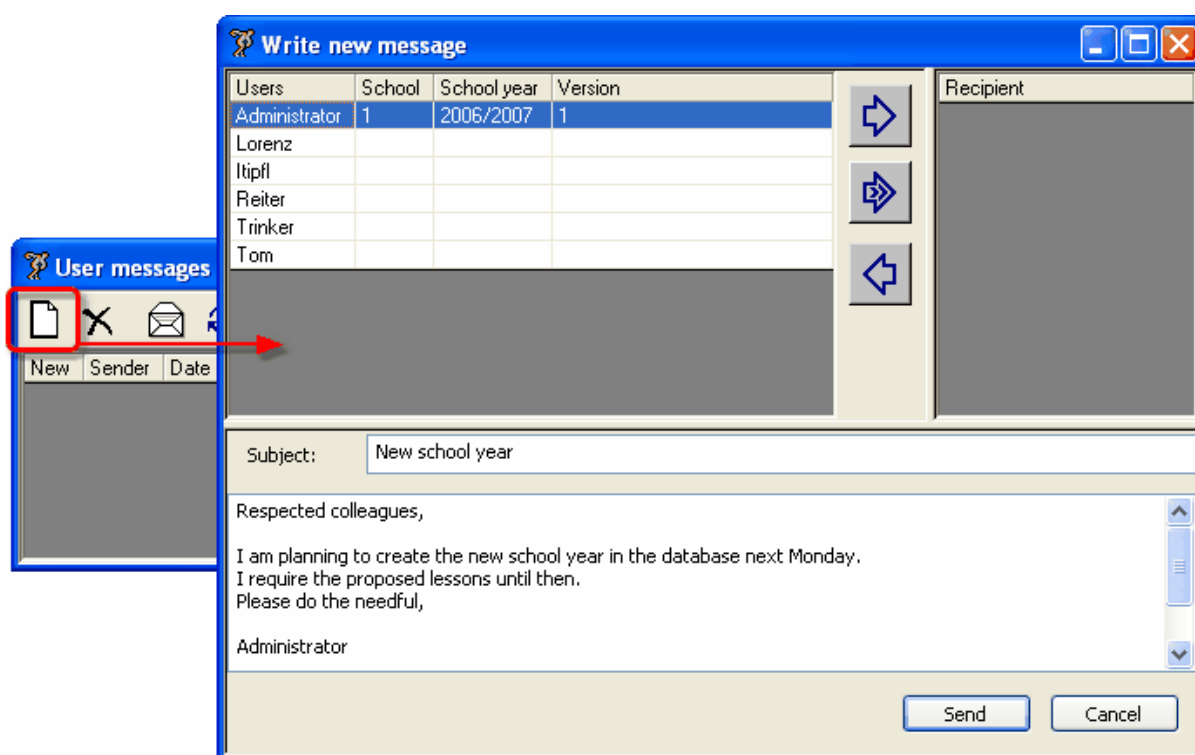 Write new message
Users School School year Version
Administrator 1 2006/2007 1
Lorenz
Itipfl
Reiter
Trinker
Tom
Recipient
User messages
New Sender Date
Subject: New school year
Respected colleagues,
I am planning to create the new school year in the database next Monday.
I require the proposed lessons until then.
Please do the needful,
Administrator
Send Cancel